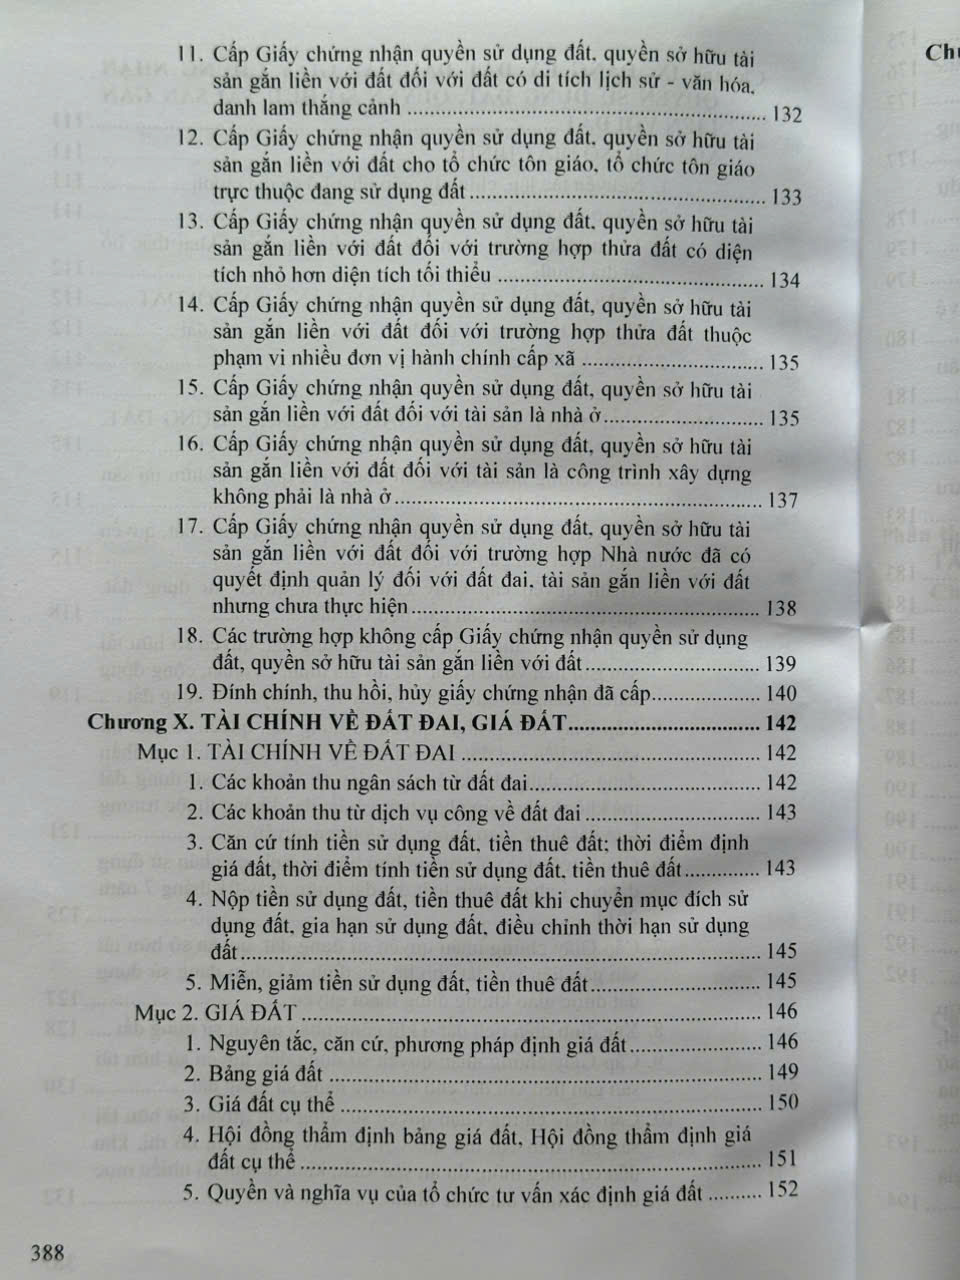 11. Cấp Giấy chứng nhận quyền sử dụng đất, quyền sở hữu tài
sản gắn liền với đất đối với đất có di tích lịch sử - văn hóa,
danh lam thắng cảnh ........ 132
12. Cấp Giấy chứng nhận quyền sử dụng đất, quyền sở hữu tài
sản gắn liền với đất cho tổ chức tôn giáo, tổ chức tôn giáo
trực thuộc đang sử dụng đất ........ 133
13. Cấp Giấy chứng nhận quyền sử dụng đất, quyền sở hữu tài
sản gắn liền với đất đối với trường hợp thửa đất có diện
tích nhỏ hơn diện tích tối thiểu ........ 134
14. Cấp Giấy chứng nhận quyền sử dụng đất, quyền sở hữu tài
sản gắn liền với đất đối với trường hợp thửa đất thuộc
phạm vi nhiều đơn vị hành chính cấp xã ........ 135
15. Cấp Giấy chứng nhận quyền sử dụng đất, quyền sở hữu tài
sản gắn liền với đất đối với tài sản là nhà ở ........ 135
16. Cấp Giấy chứng nhận quyền sử dụng đất, quyền sở hữu tài
sản gắn liền với đất đối với tài sản là công trình xây dựng
không phải là nhà ở ........ 137
17. Cấp Giấy chứng nhận quyền sử dụng đất, quyền sở hữu tài
sản gắn liền với đất đối với trường hợp Nhà nước đã có
quyết định quản lý đối với đất đai, tài sản gắn liền với đất
nhưng chưa thực hiện ........ 138
18. Các trường hợp không cấp Giấy chứng nhận quyền sử dụng
đất, quyền sở hữu tài sản gắn liền với đất ........ 139
19. Đính chính, thu hồi, hủy giấy chứng nhận đã cấp ........ 140
Chương X. TÀI CHÍNH VỀ ĐẤT ĐAI, GIÁ ĐẤT ........ 142
Mục 1. TÀI CHÍNH VỀ ĐẤT ĐAI ........ 142
1. Các khoản thu ngân sách từ đất đai ........ 142
2. Các khoản thu từ dịch vụ công về đất đai ........ 143
3. Căn cứ tính tiền sử dụng đất, tiền thuê đất; thời điểm định
giá đất, thời điểm tính tiền sử dụng đất, tiền thuê đất ........ 143
4. Nộp tiền sử dụng đất, tiền thuê đất khi chuyển mục đích sử
dụng đất, gia hạn sử dụng đất, điều chỉnh thời hạn sử dụng
đất ........ 145
5. Miễn, giảm tiền sử dụng đất, tiền thuê đất ........ 145
Mục 2. GIÁ ĐẤT ........ 146
1. Nguyên tắc, căn cứ, phương pháp định giá đất ........ 146
2. Bảng giá đất ........ 149
3. Giá đất cụ thể ........ 150
4. Hội đồng thẩm định bảng giá đất, Hội đồng thẩm định giá
đất cụ thể ........ 151
5. Quyền và nghĩa vụ của tổ chức tư vấn xác định giá đất ........ 152
388